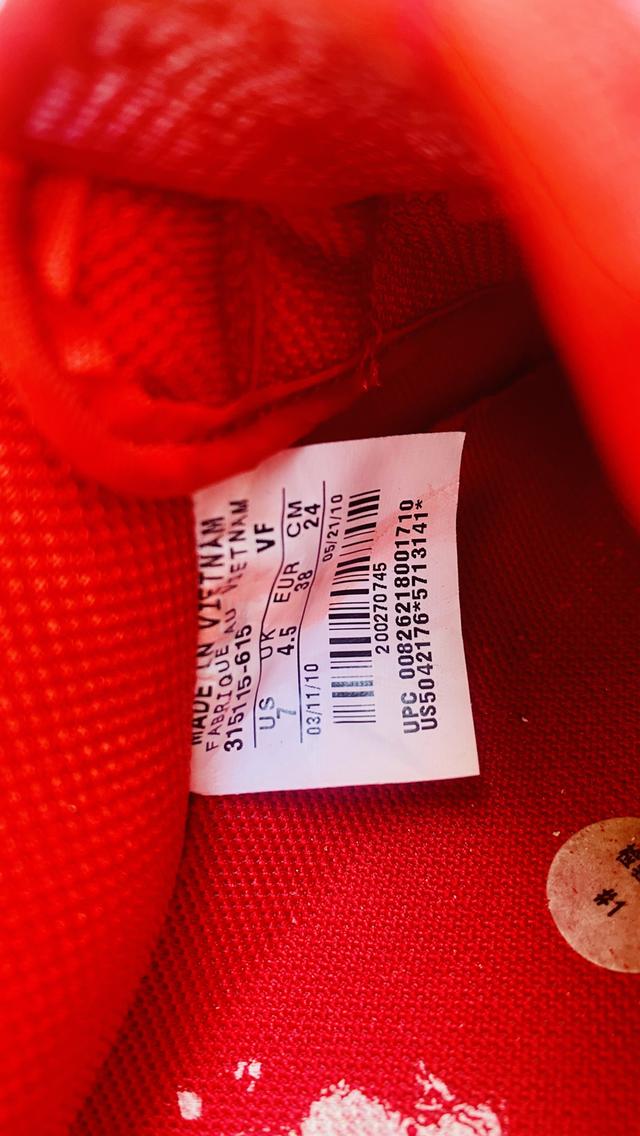 MADE IN VIETNAM
FABRIQUE AU VIETNAM
315115-615 VF
US UK EUR CM
7 4.5 38 24
03/11/10 05/21/10
200270745
UPC 00826218001710
US5042176*5713141*
#1